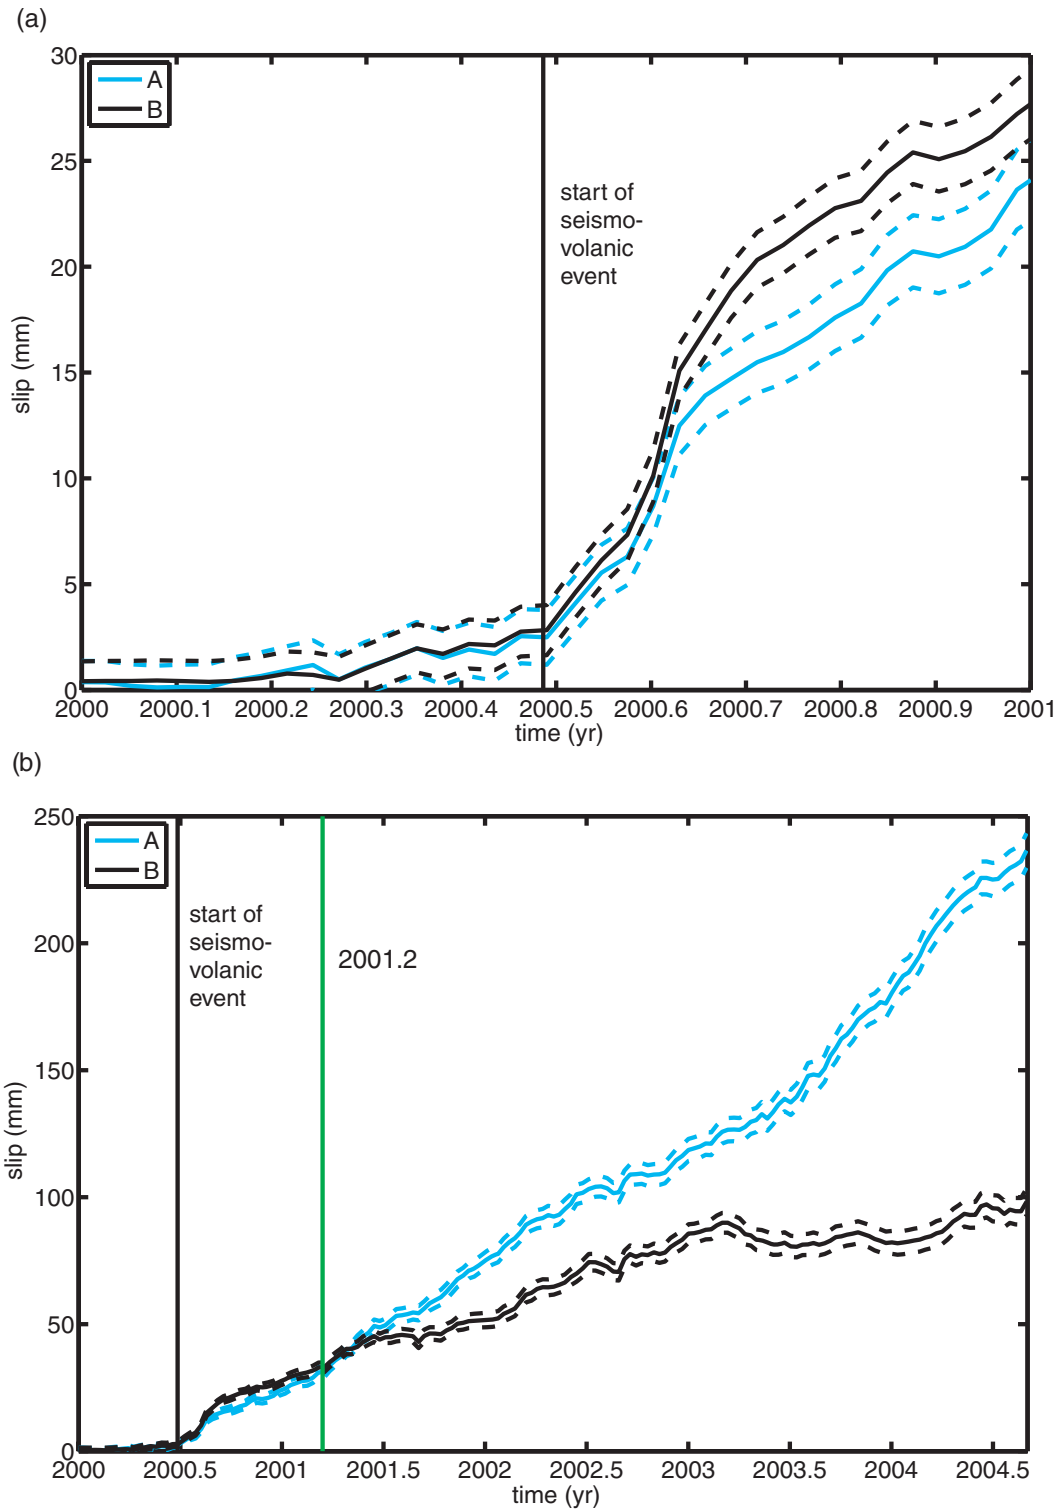 (a)
30
A
B
25
start of
seismo-
volanic
event
20
slip (mm)
15
10
5
0
2000 2000.1 2000.2 2000.3 2000.4 2000.5 2000.6 2000.7 2000.8 2000.9 2001
time (yr)
(b)
250
A
B
start of
seismo-
volanic
event
2001.2
200
150
slip (mm)
100
50
0
2000 2000.5 2001 2001.5 2002 2002.5 2003 2003.5 2004 2004.5
time (yr)